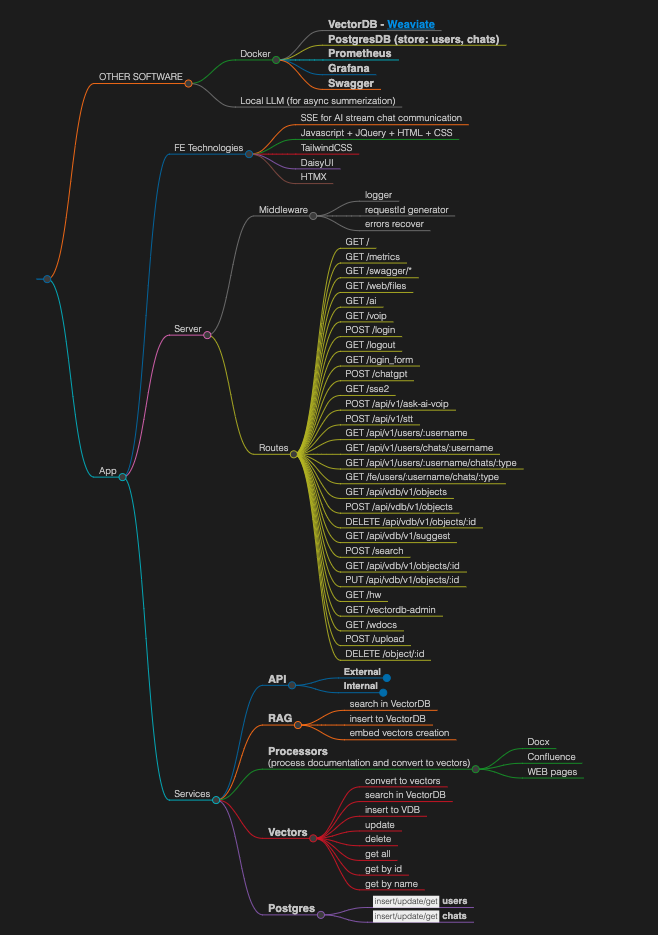 VectorDB - Weaviate
PostgresDB (store: users, chats)
Docker
Prometheus
Grafana
OTHER SOFTWARE
Swagger
Local LLM (for async summerization)
SSE for AI stream chat communication
Javascript + JQuery + HTML + CSS
FE Technologies
TailwindCSS
DaisyUI
HTMX
logger
Middleware
requestId generator
errors recover
GET /
GET /metrics
GET /swagger/*
GET /web/files
GET /ai
GET /voip
Server
POST /login
GET /logout
GET /login_form
POST /chatgpt
GET /sse2
POST /api/v1/ask-ai-voip
POST /api/v1/stt
GET /api/v1/users/:username
Routes
GET /api/v1/users/chats/:username
GET /api/v1/users/:username/chats/:type
App
GET /fe/users/:username/chats/:type
GET /api/vdb/v1/objects
POST /api/vdb/v1/objects
DELETE /api/vdb/v1/objects/:id
GET /api/vdb/v1/suggest
POST /search
GET /api/vdb/v1/objects/:id
PUT /api/vdb/v1/objects/:id
GET /hw
GET /vectordb-admin
GET /wdocs
POST /upload
DELETE /object/:id
External
API
Internal
search in VectorDB
RAG
insert to VectorDB
embed vectors creation
Docx
Processors
Confluence
(process documentation and convert to vectors)
WEB pages
convert to vectors
Services
search in VectorDB
insert to VDB
update
Vectors
delete
get all
get by id
get by name
insert/update/get users
Postgres
insert/update/get chats